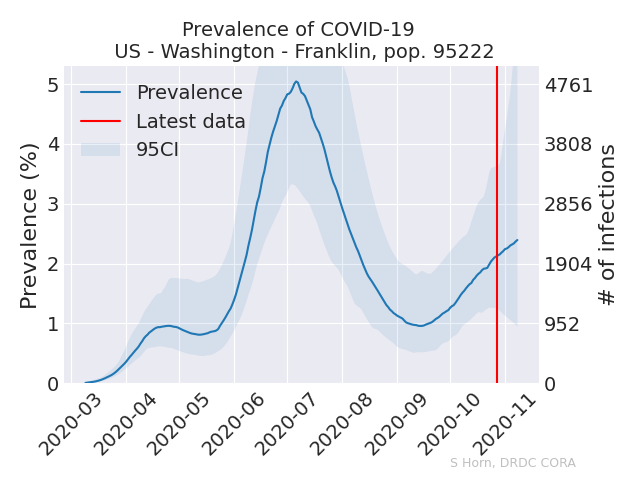 Prevalence of COVID-19
US - Washington - Franklin, pop. 95222
Prevalence
Latest data
95CI
Prevalence (%)
5
4
3
2
1
0
4761
3808
2856
1904
952
0
# of infections
2020-03
2020-04
2020-05
2020-06
2020-07
2020-08
2020-09
2020-10
2020-11
S Horn, DRDC CORA